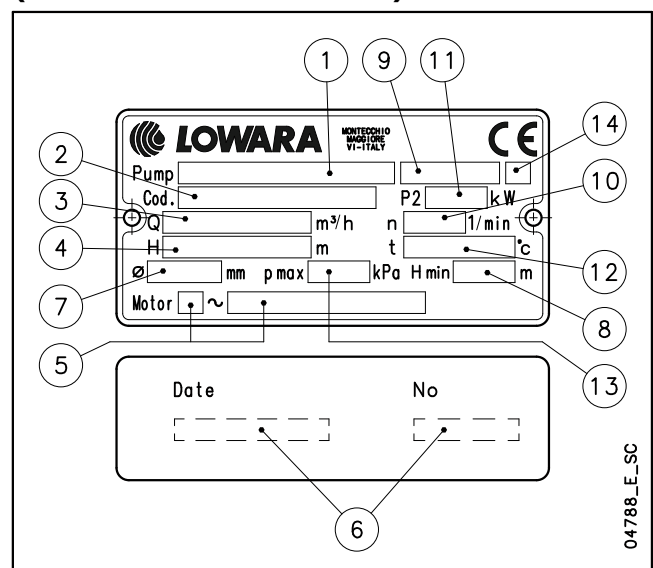 1 9 11
LOWARA MONTECCHIO MAGGIORE VI-ITALY CE
14
2 Pump
Cod. P2 kW 10
3 Q m³/h n 1/min
4 H m t °C 12
7 ø mm p max kPa H min m 8
Motor ~
5 13
Date No
6
04788_E_SC